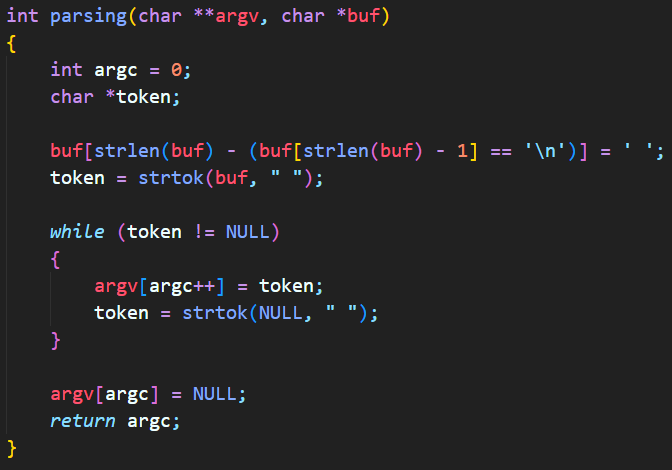 int parsing(char **argv, char *buf)
{
    int argc = 0;
    char *token;

    buf[strlen(buf) - (buf[strlen(buf) - 1] == '\n')] = ' ';
    token = strtok(buf, " ");

    while (token != NULL)
    {
        argv[argc++] = token;
        token = strtok(NULL, " ");
    }

    argv[argc] = NULL;
    return argc;
}